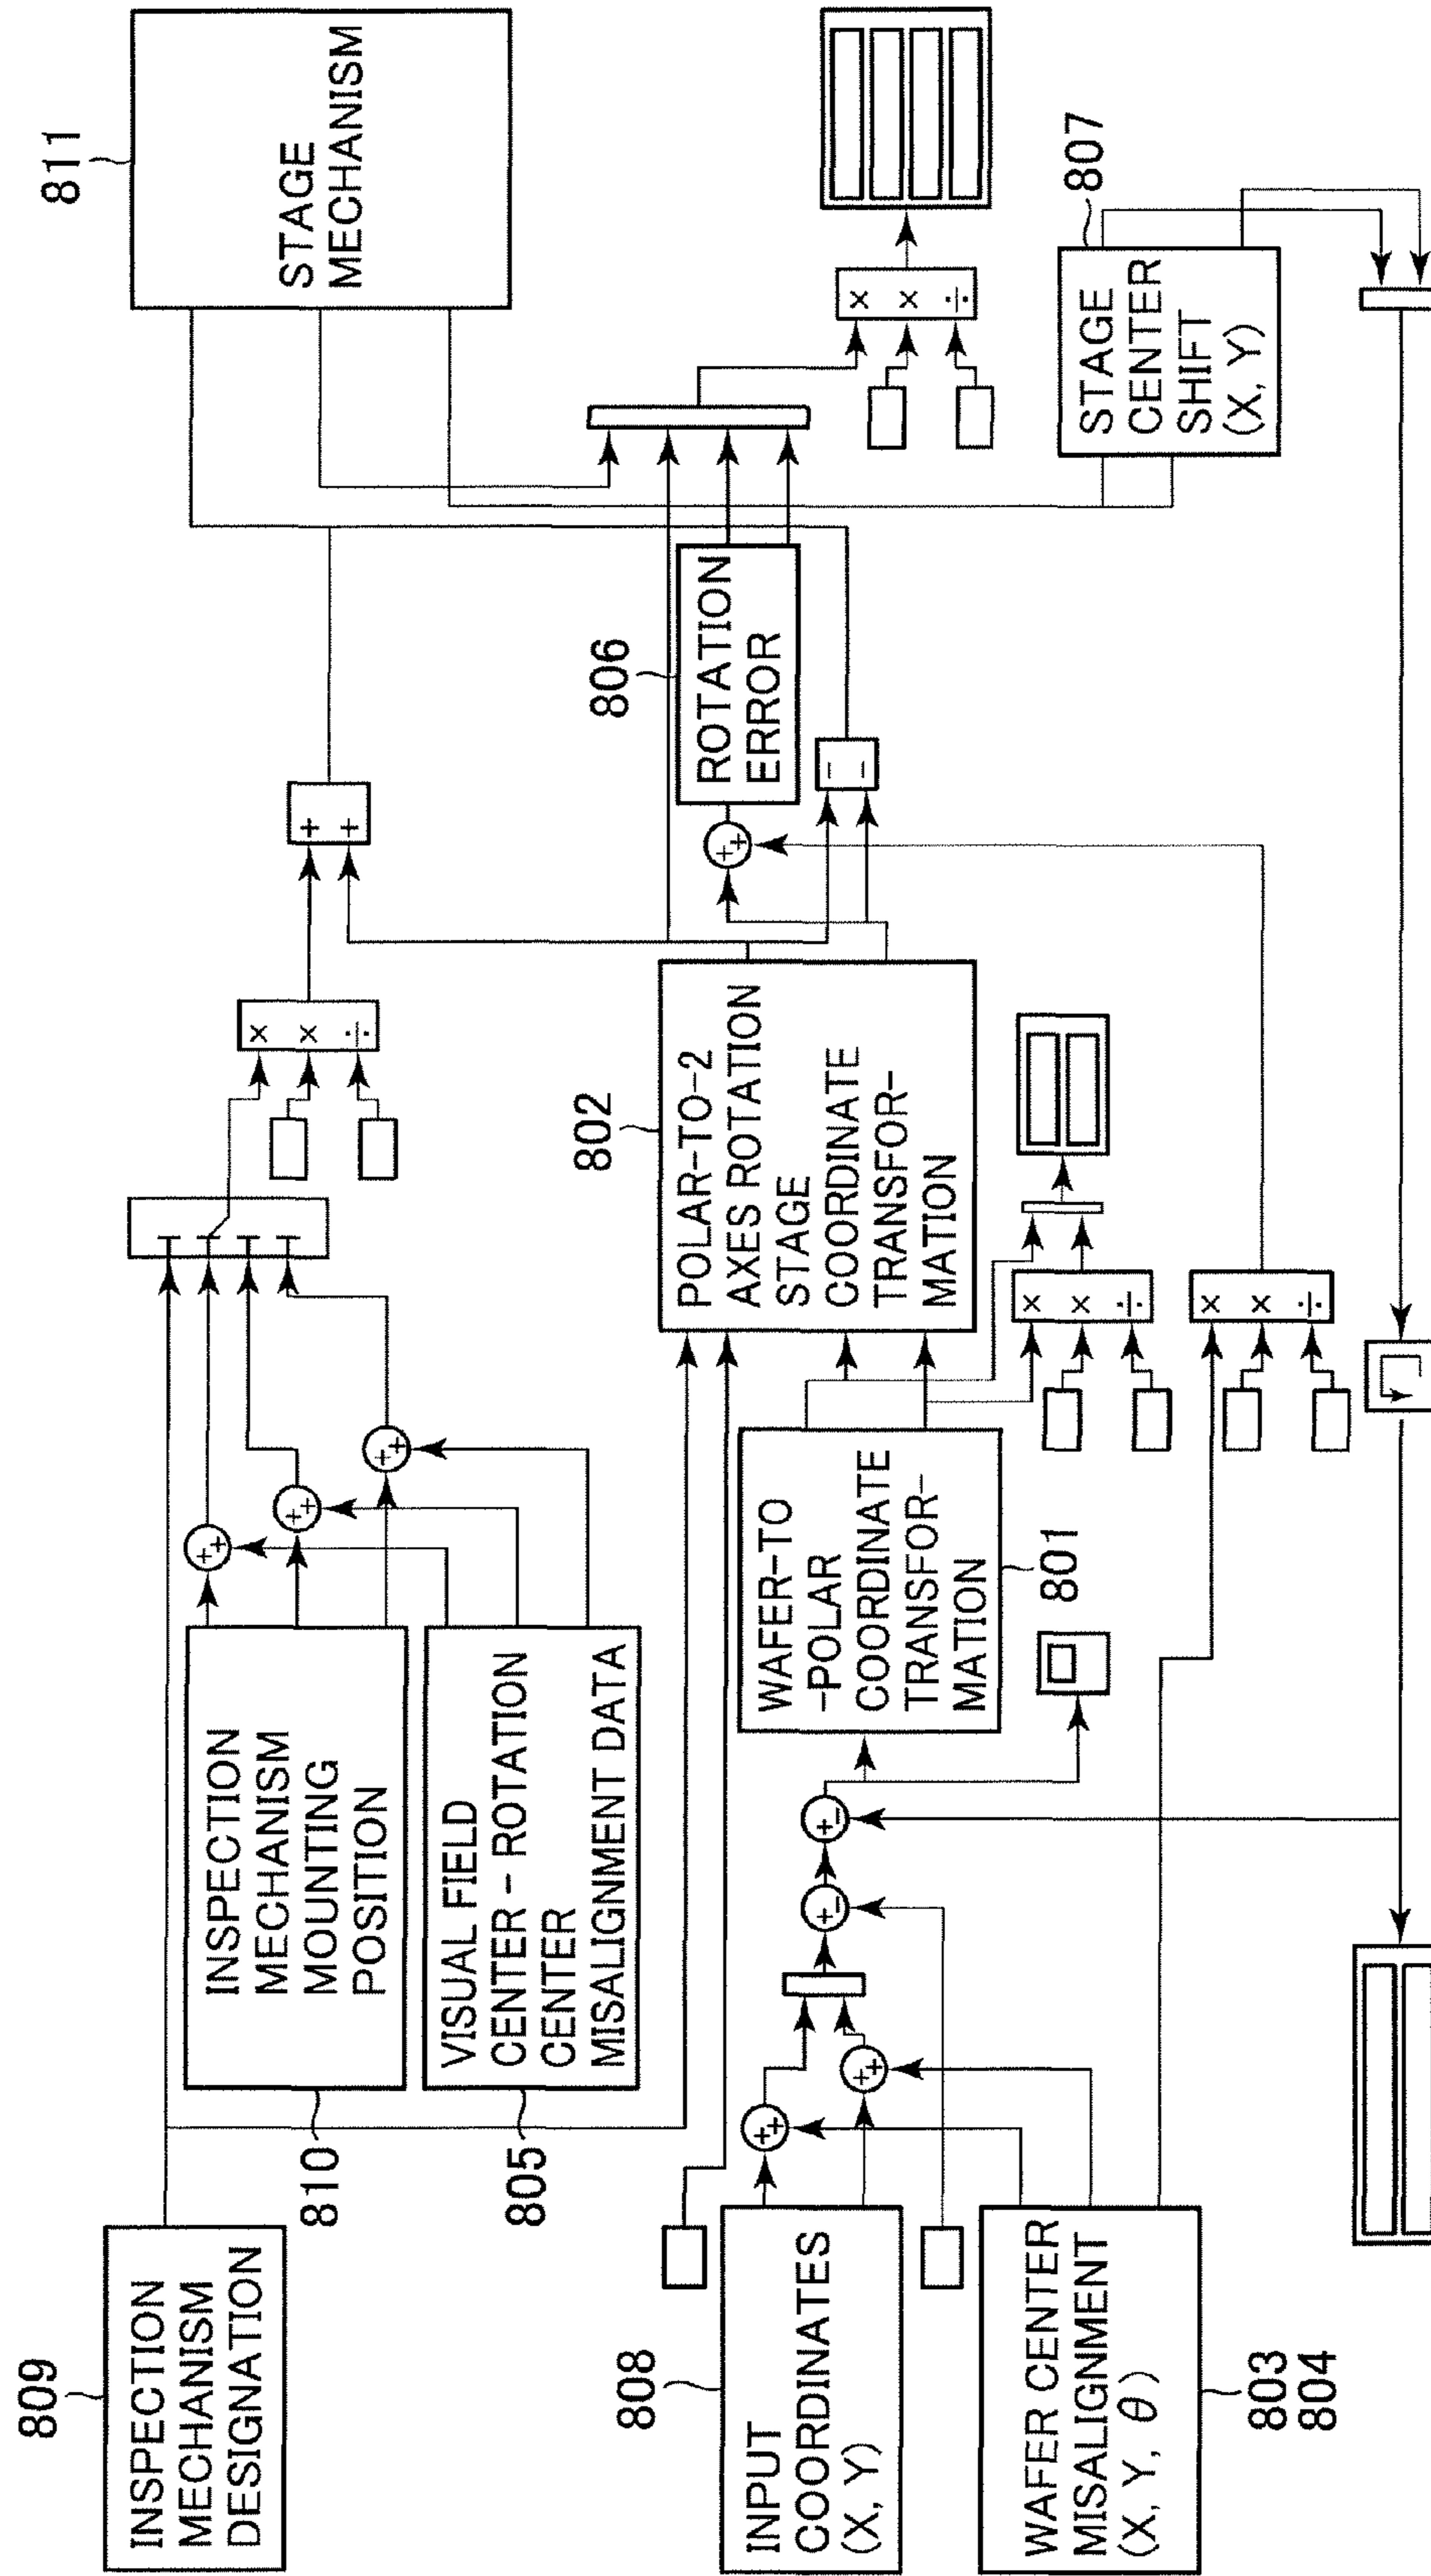 809
INSPECTION
MECHANISM
DESIGNATION
810
INSPECTION
MECHANISM
MOUNTING
POSITION
805
VISUAL FIELD
CENTER - ROTATION
CENTER
MISALIGNMENT DATA
+
+
+
+
+
+
×
×
÷
+
+
811
STAGE
MECHANISM
808
INPUT
COORDINATES
(X, Y)
803
804
WAFER CENTER
MISALIGNMENT
(X, Y, θ)
+
+
+
+
+
−
+
−
801
WAFER-TO
-POLAR
COORDINATE
TRANSFOR-
MATION
802
POLAR-TO-2
AXES ROTATION
STAGE
COORDINATE
TRANSFOR-
MATION
×
×
÷
×
×
÷
+
+
−
−
806
ROTATION
ERROR
×
×
÷
807
STAGE
CENTER
SHIFT
(X, Y)